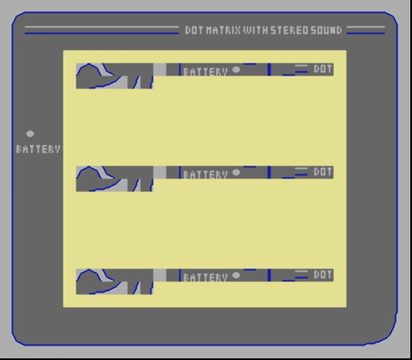 DOT MATRIX WITH STEREO SOUND
BATTERY DOT
BATTERY
BATTERY DOT
BATTERY DOT